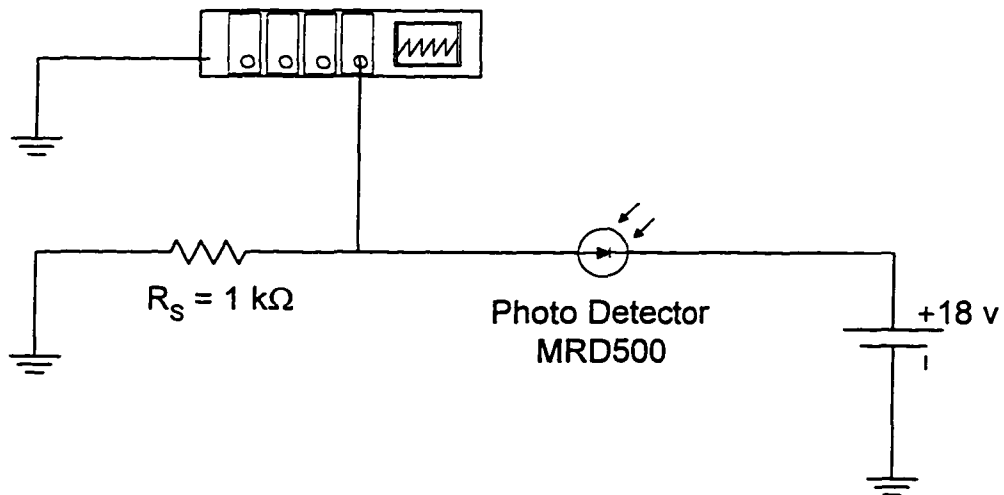 R_S = 1 kΩ
Photo Detector
MRD500
+18 v